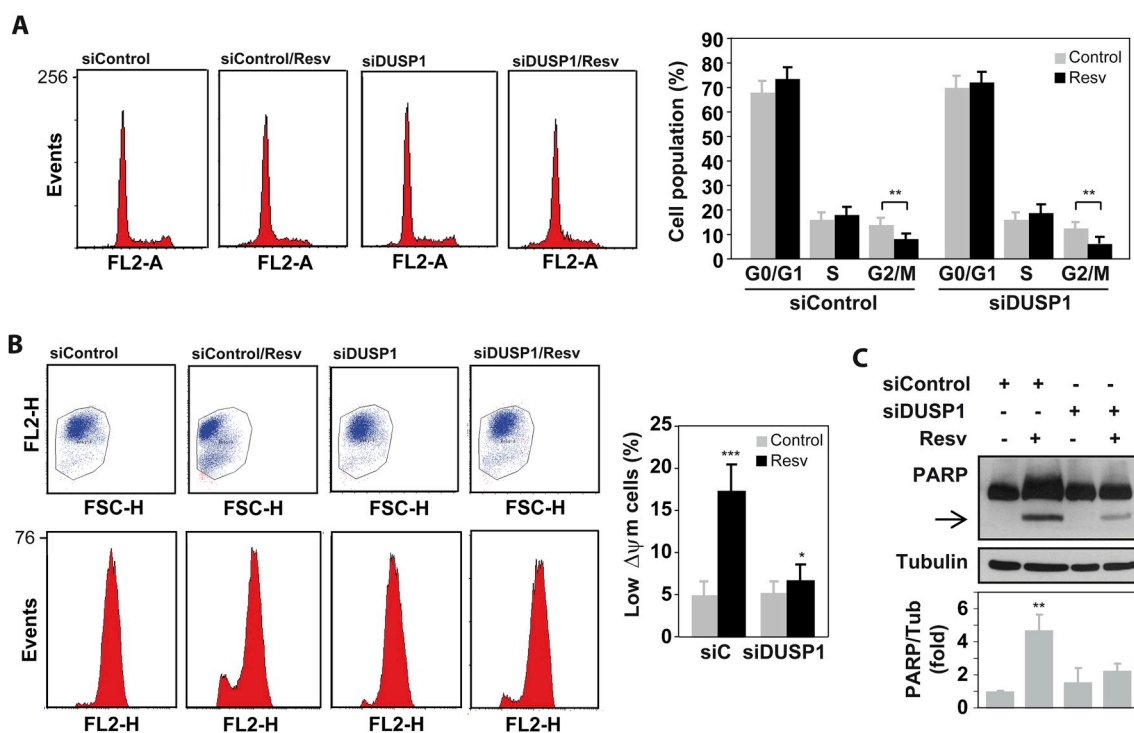 A
siControl
siControl/Resv
siDUSP1
siDUSP1/Resv
256
Events
FL2-A
FL2-A
FL2-A
FL2-A
Cell population (%)
90
80
70
60
50
40
30
20
10
0
Control
Resv
**
**
G0/G1 S G2/M G0/G1 S G2/M
siControl siDUSP1
B
siControl
siControl/Resv
siDUSP1
siDUSP1/Resv
FL2-H
FSC-H
FSC-H
FSC-H
FSC-H
76
Events
FL2-H
FL2-H
FL2-H
FL2-H
Low Δψm cells (%)
25
20
15
10
5
0
Control
Resv
***
*
siC siDUSP1
C
siControl + + - -
siDUSP1 - - + +
Resv - + - +
PARP
Tubulin
PARP/Tub
(fold)
6
4
2
0
**